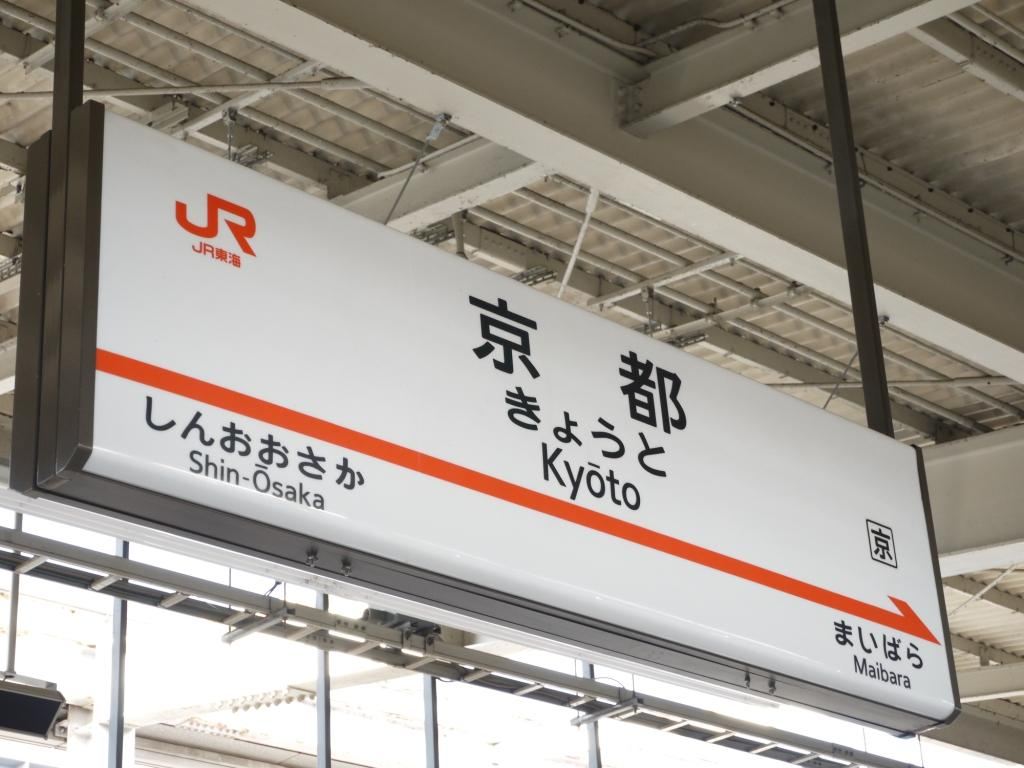 JR
JR東海
京都
きょうと
Kyōto
しんおおさか
Shin-Ōsaka
京
まいばら
Maibara